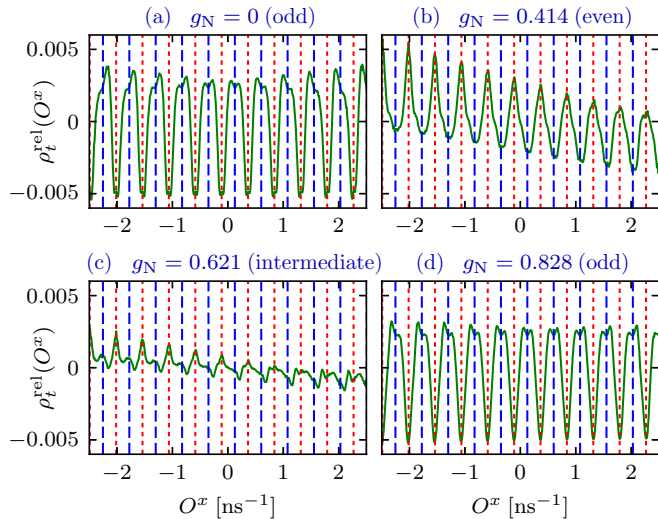 (a) g_N = 0 (odd)
(b) g_N = 0.414 (even)
0.005
0
−0.005
ρ_t^rel(O^x)
−2 −1 0 1 2
−2 −1 0 1 2
(c) g_N = 0.621 (intermediate)
(d) g_N = 0.828 (odd)
0.005
0
−0.005
ρ_t^rel(O^x)
−2 −1 0 1 2
−2 −1 0 1 2
O^x [ns^−1]
O^x [ns^−1]